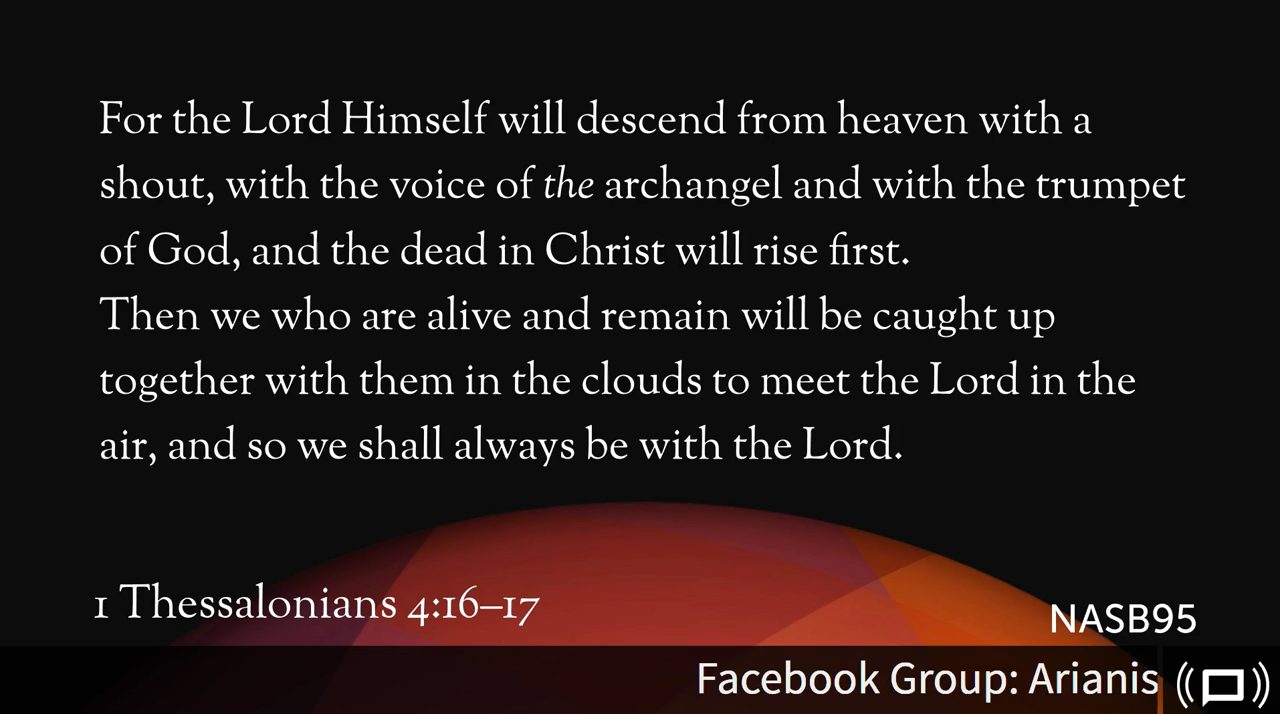 For the Lord Himself will descend from heaven with a
shout, with the voice of the archangel and with the trumpet
of God, and the dead in Christ will rise first.
Then we who are alive and remain will be caught up
together with them in the clouds to meet the Lord in the
air, and so we shall always be with the Lord.
1 Thessalonians 4:16–17
NASB95
Facebook Group: Arianis